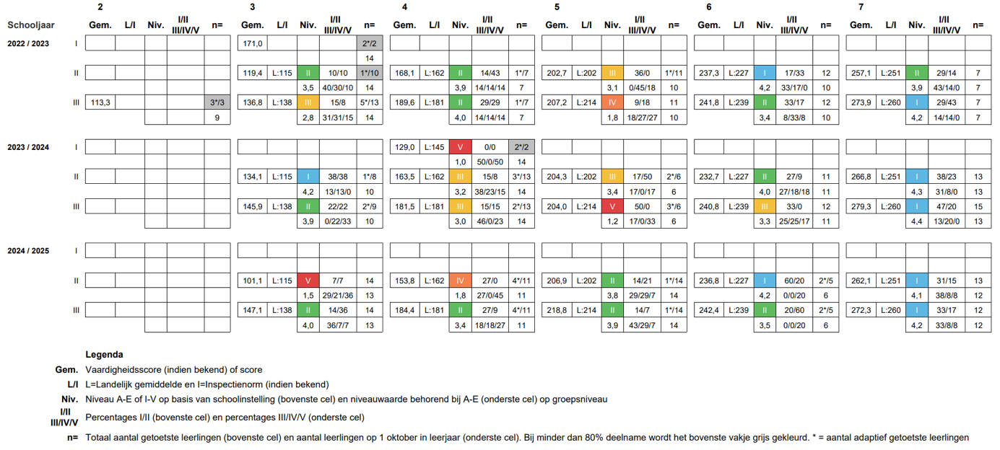 2 3 4 5 6 7
Schooljaar Gem. L/I Niv. I/II III/IV/V n= Gem. L/I Niv. I/II III/IV/V n= Gem. L/I Niv. I/II III/IV/V n= Gem. L/I Niv. I/II III/IV/V n= Gem. L/I Niv. I/II III/IV/V n= Gem. L/I Niv. I/II III/IV/V n=
2022 / 2023 I 171,0 2*/2
14
II 119,4 L:115 II 10/10 1*/10 168,1 L:162 II 14/43 1*/7 202,7 L:202 III 36/0 1*/11 237,3 L:227 I 17/33 12 257,1 L:251 II 29/14 7
3,5 40/30/10 14 3,9 14/14/14 7 3,1 0/45/18 10 4,2 33/17/0 10 3,9 43/14/0 7
III 113,3 3*/3 136,8 L:138 III 15/8 5*/13 189,6 L:181 II 29/29 1*/7 207,2 L:214 IV 9/18 11 241,8 L:239 II 33/17 12 273,9 L:260 I 29/43 7
9 2,8 31/31/15 14 4,0 14/14/14 7 1,8 18/27/27 10 3,4 8/33/8 10 4,2 14/14/0 7
2023 / 2024 I 129,0 L:145 V 0/0 2*/2
1,0 50/0/50 14
II 134,1 L:115 I 38/38 1*/8 163,5 L:162 III 15/8 3*/13 204,3 L:202 III 17/50 2*/6 232,7 L:227 II 27/9 11 266,8 L:251 I 38/23 13
4,2 13/13/0 10 3,2 38/23/15 14 3,4 17/0/17 6 4,0 27/18/18 11 4,3 31/8/0 13
III 145,9 L:138 II 22/22 2*/9 181,5 L:181 III 15/15 2*/13 204,0 L:214 V 50/0 3*/6 240,8 L:239 III 33/0 12 279,3 L:260 I 47/20 15
3,9 0/22/33 10 3,0 46/0/23 14 1,2 17/0/33 6 3,3 25/25/17 11 4,4 13/20/0 13
2024 / 2025 I
II 101,1 L:115 V 7/7 14 153,8 L:162 IV 27/0 4*/11 206,9 L:202 II 14/21 1*/14 236,8 L:227 I 60/20 2*/5 262,1 L:251 I 31/15 13
1,5 29/21/36 13 1,8 27/0/45 11 3,8 29/29/7 14 4,2 0/0/20 6 4,1 38/8/8 12
III 147,1 L:138 II 14/36 14 184,4 L:181 II 27/9 4*/11 218,8 L:214 II 14/7 1*/14 242,4 L:239 II 20/60 2*/5 272,3 L:260 I 33/17 12
4,0 36/7/7 13 3,4 18/18/27 11 3,9 43/29/7 14 3,5 0/0/20 6 4,2 33/8/8 12
Legenda
Gem. Vaardigheidsscore (indien bekend) of score
L/I L=Landelijk gemiddelde en I=Inspectienorm (indien bekend)
Niv. Niveau A-E of I-V op basis van schoolinstelling (bovenste cel) en niveauwaarde behorend bij A-E (onderste cel) op groepsniveau
I/II III/IV/V Percentages I/II (bovenste cel) en percentages III/IV/V (onderste cel)
n= Totaal aantal getoetste leerlingen (bovenste cel) en aantal leerlingen op 1 oktober in leerjaar (onderste cel). Bij minder dan 80% deelname wordt het bovenste vakje grijs gekleurd. * = aantal adaptief getoetste leerlingen